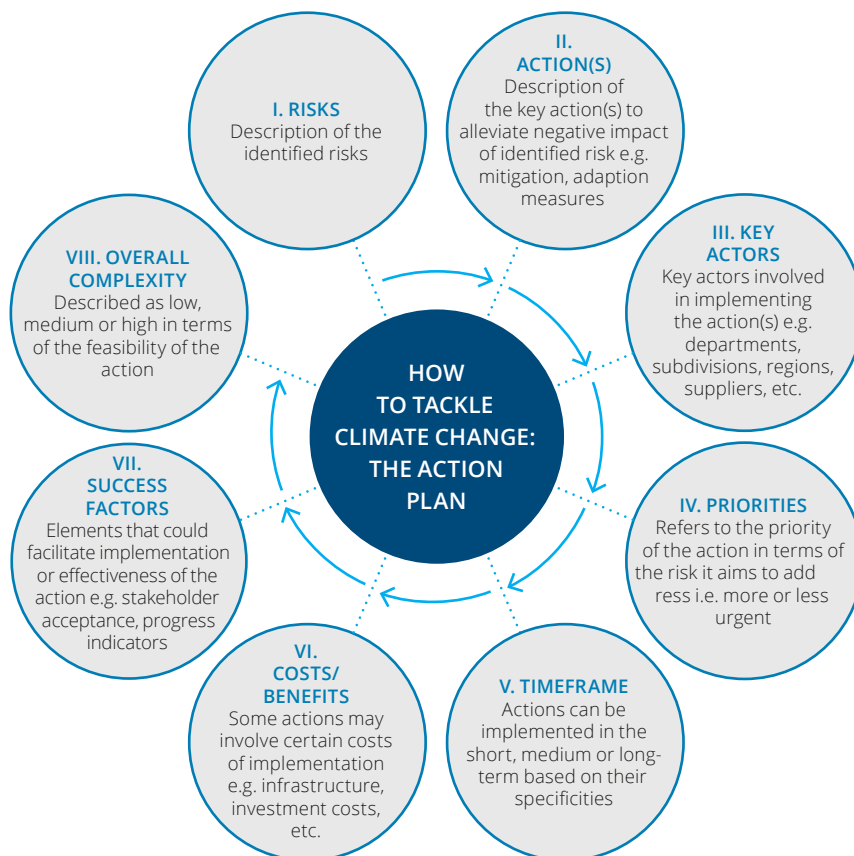 I. RISKS
Description of the
identified risks
II.
ACTION(S)
Description of
the key action(s) to
alleviate negative impact
of identified risk e.g.
mitigation, adaption
measures
III. KEY
ACTORS
Key actors involved
in implementing
the action(s) e.g.
departments,
subdivisions, regions,
suppliers, etc.
IV. PRIORITIES
Refers to the priority
of the action in terms of
the risk it aims to add
ress i.e. more or less
urgent
V. TIMEFRAME
Actions can be
implemented in the
short, medium or long-
term based on their
specificities
VI.
COSTS/
BENEFITS
Some actions may
involve certain costs
of implementation
e.g. infrastructure,
investment costs,
etc.
VII.
SUCCESS
FACTORS
Elements that could
facilitate implementation
or effectiveness of the
action e.g. stakeholder
acceptance, progress
indicators
VIII. OVERALL
COMPLEXITY
Described as low,
medium or high in terms
of the feasibility of the
action
HOW
TO TACKLE
CLIMATE CHANGE:
THE ACTION
PLAN